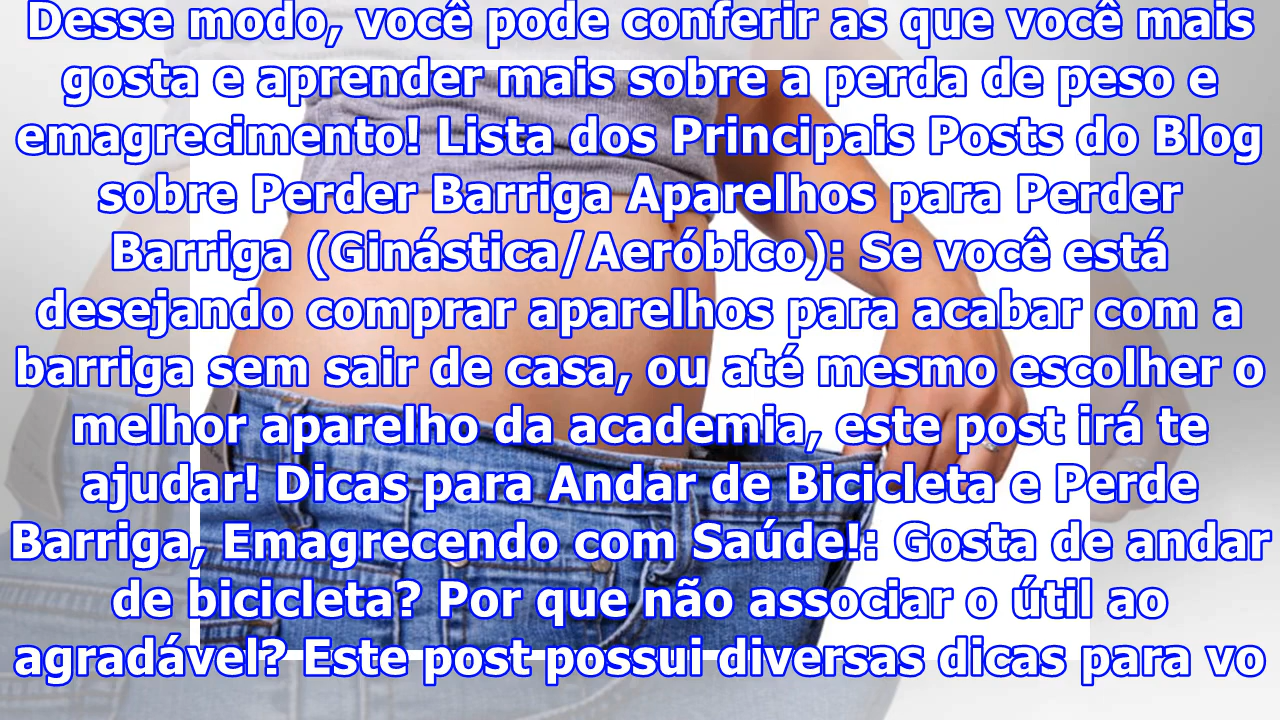 Desse modo, você pode conferir as que você mais
gosta e aprender mais sobre a perda de peso e
emagrecimento! Lista dos Principais Posts do Blog
sobre Perder Barriga Aparelhos para Perder
Barriga (Ginástica/Aeróbico): Se você está
desejando comprar aparelhos para acabar com a
barriga sem sair de casa, ou até mesmo escolher o
melhor aparelho da academia, este post irá te
ajudar! Dicas para Andar de Bicicleta e Perde
Barriga, Emagrecendo com Saúde!: Gosta de andar
de bicicleta? Por que não associar o útil ao
agradável? Este post possui diversas dicas para vo